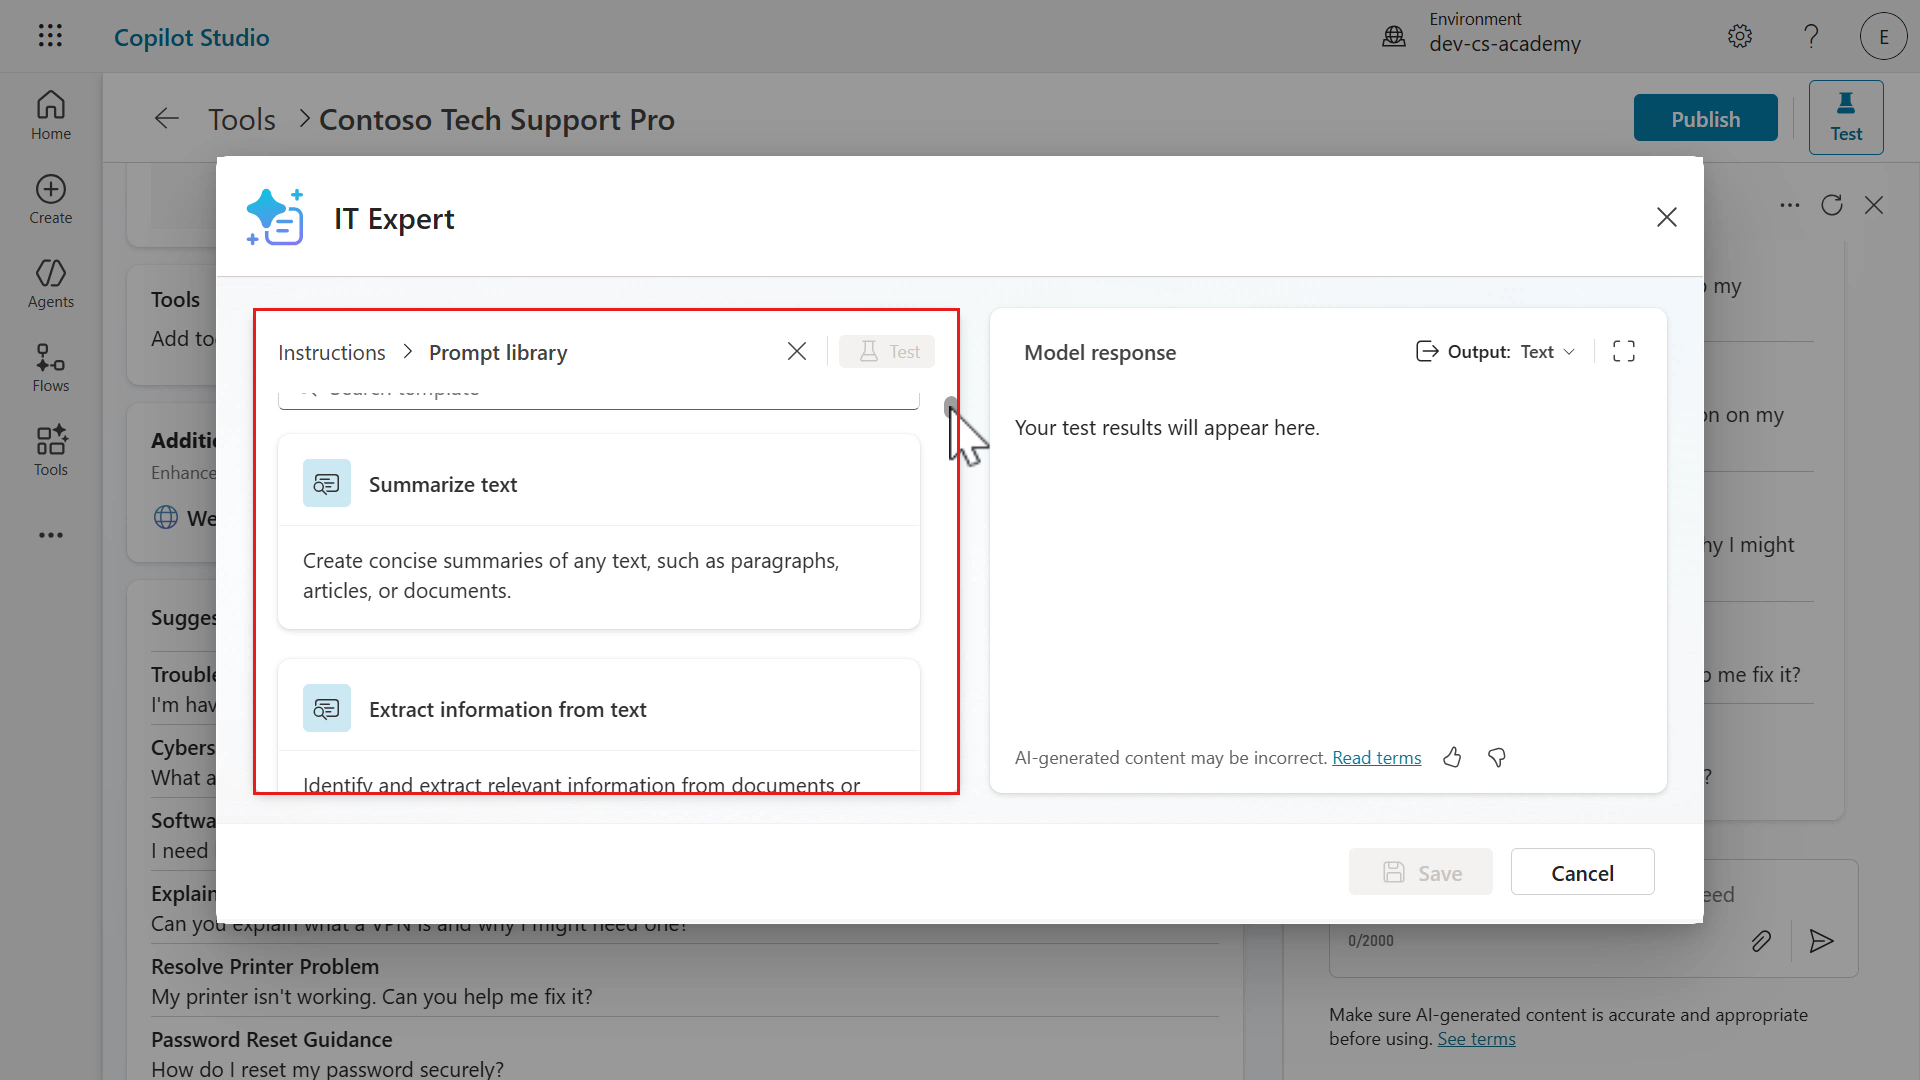 Copilot Studio
Environment
dev-cs-academy
E
Home
Create
Agents
Flows
Tools
Tools > Contoso Tech Support Pro
Publish
Test
Tools
Add to
Additi
Enhance
We
Sugges
Trouble
I'm hav
Cybers
What a
Softwa
I need
Explain
Can you explain what a VPN is and why I might need one?
Resolve Printer Problem
My printer isn't working. Can you help me fix it?
Password Reset Guidance
How do I reset my password securely?
IT Expert
Instructions > Prompt library
Test
Search template
Summarize text
Create concise summaries of any text, such as paragraphs,
articles, or documents.
Extract information from text
Identify and extract relevant information from documents or
Model response
Output: Text
Your test results will appear here.
AI-generated content may be incorrect. Read terms
Save
Cancel
my
on on my
hy I might
me fix it?
?
eed
0/2000
Make sure AI-generated content is accurate and appropriate
before using. See terms